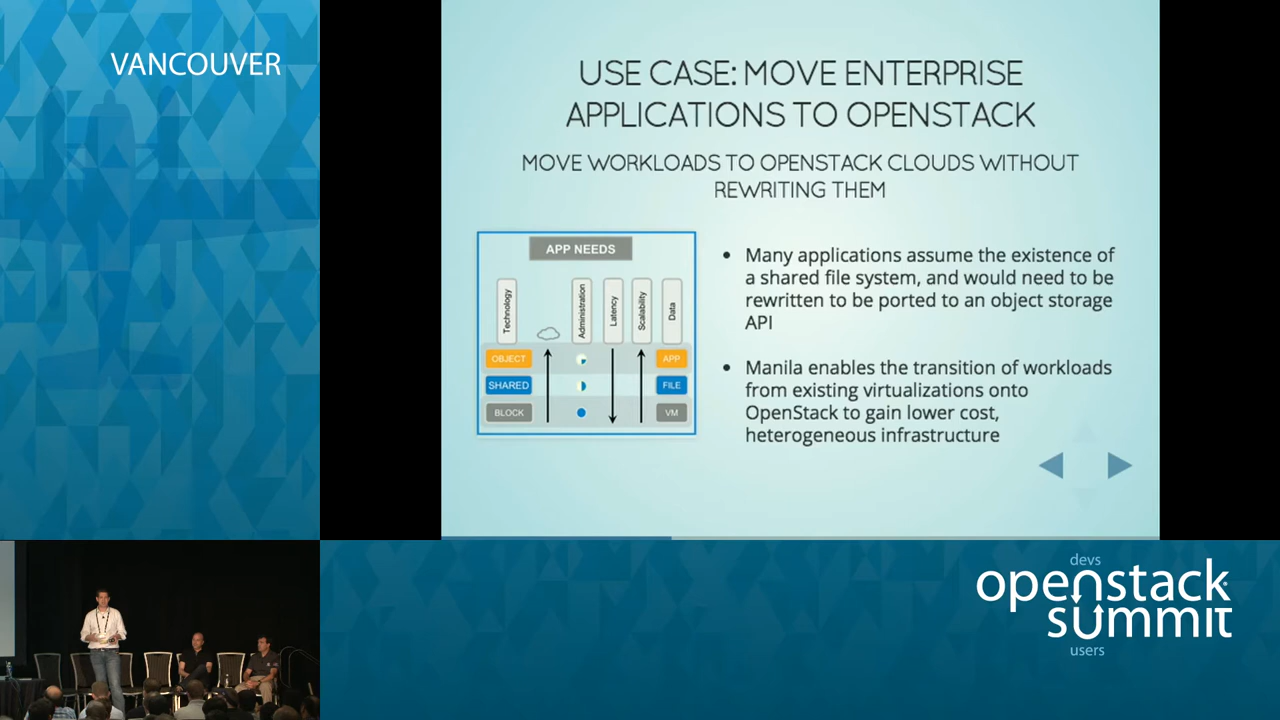 VANCOUVER
USE CASE: MOVE ENTERPRISE
APPLICATIONS TO OPENSTACK
MOVE WORKLOADS TO OPENSTACK CLOUDS WITHOUT
REWRITING THEM
APP NEEDS
Technology
Administration
Latency
Scalability
Data
OBJECT
APP
SHARED
FILE
BLOCK
VM
• Many applications assume the existence of
a shared file system, and would need to be
rewritten to be ported to an object storage
API
• Manila enables the transition of workloads
from existing virtualizations onto
OpenStack to gain lower cost,
heterogeneous infrastructure
devs
openstack
summit
users